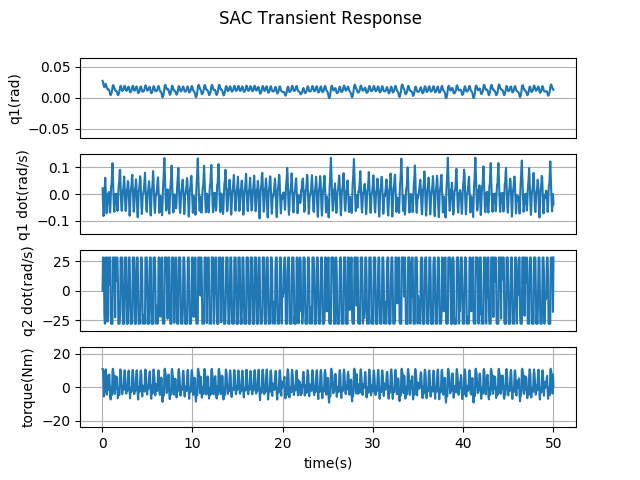 SAC Transient Response
q1(rad)
0.05
0.00
−0.05
q1 dot(rad/s)
0.1
0.0
−0.1
q2 dot(rad/s)
25
0
−25
torque(Nm)
20
0
−20
0 10 20 30 40 50
time(s)